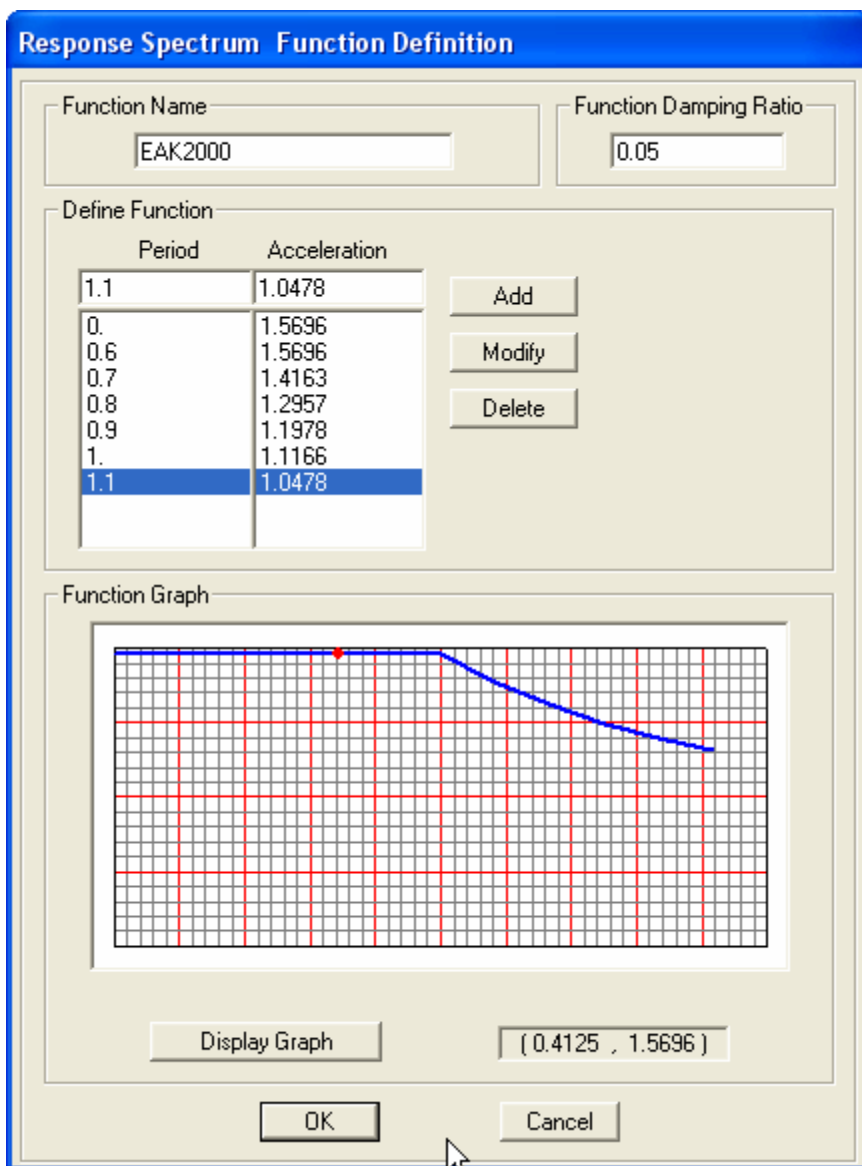 Response Spectrum Function Definition
Function Name
Function Damping Ratio
EAK2000
0.05
Define Function
Period Acceleration
1.1 1.0478
Add
0. 1.5696
0.6 1.5696
Modify
0.7 1.4163
0.8 1.2957
Delete
0.9 1.1978
1. 1.1166
1.1 1.0478
Function Graph
Display Graph
( 0.4125 , 1.5696 )
OK
Cancel